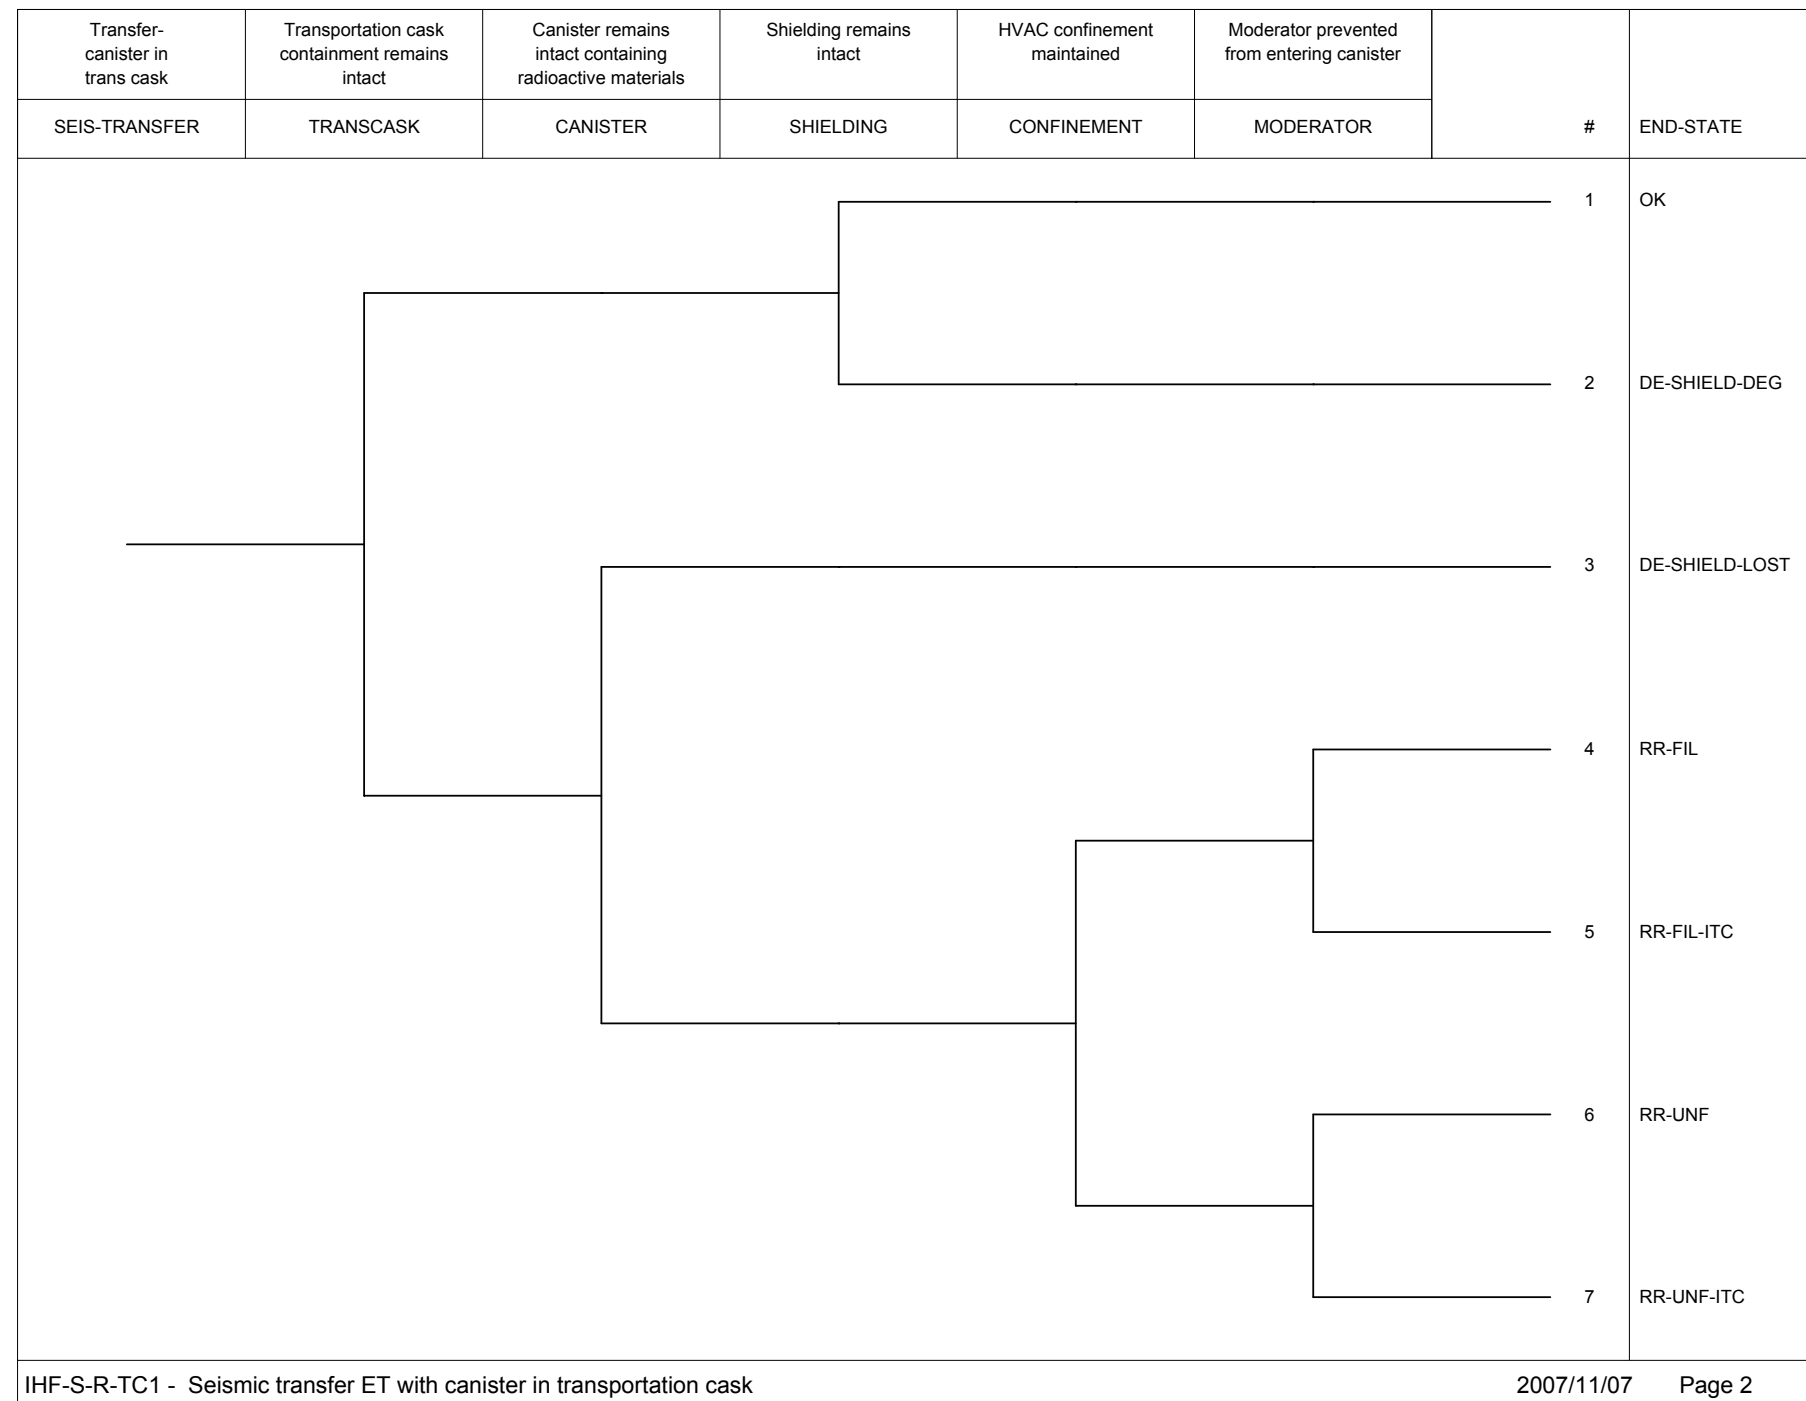 Transfer-
canister in
trans cask
Transportation cask
containment remains
intact
Canister remains
intact containing
radioactive materials
Shielding remains
intact
HVAC confinement
maintained
Moderator prevented
from entering canister
SEIS-TRANSFER
TRANSCASK
CANISTER
SHIELDING
CONFINEMENT
MODERATOR
#
END-STATE
1 OK
2 DE-SHIELD-DEG
3 DE-SHIELD-LOST
4 RR-FIL
5 RR-FIL-ITC
6 RR-UNF
7 RR-UNF-ITC
IHF-S-R-TC1 - Seismic transfer ET with canister in transportation cask 2007/11/07 Page 2